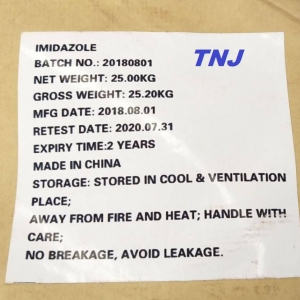 IMIDAZOLE
TNJ
BATCH NO.: 20180801
NET WEIGHT: 25.00KG
GROSS WEIGHT: 25.20KG
MFG DATE: 2018.08.01
RETEST DATE: 2020.07.31
EXPIRY TIME:2 YEARS
MADE IN CHINA
STORAGE: STORED IN COOL & VENTILATION
PLACE;
AWAY FROM FIRE AND HEAT; HANDLE WITH
CARE;
NO BREAKAGE, AVOID LEAKAGE.